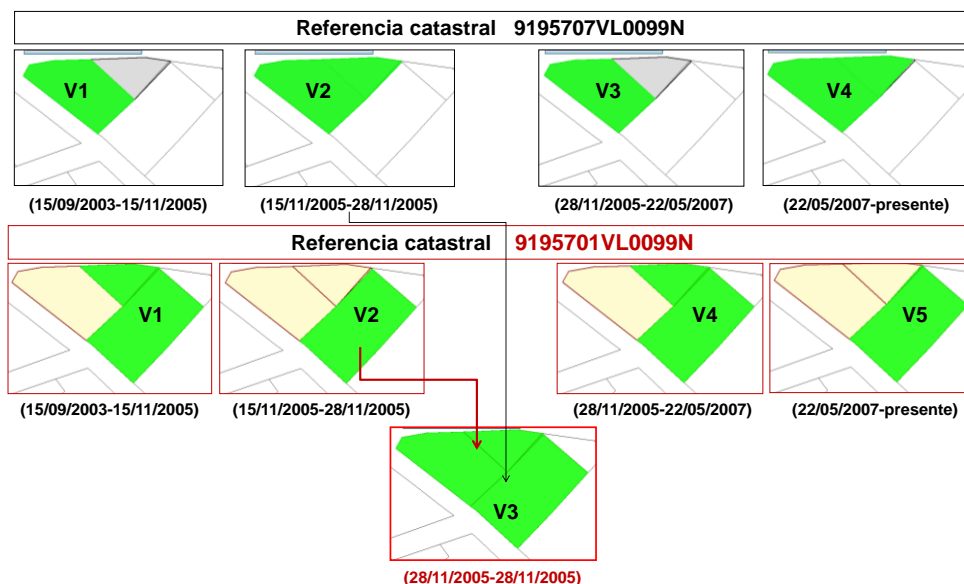 Referencia catastral 9195707VL0099N
V1
V2
V3
V4
(15/09/2003-15/11/2005)
(15/11/2005-28/11/2005)
(28/11/2005-22/05/2007)
(22/05/2007-presente)
Referencia catastral 9195701VL0099N
V1
V2
V4
V5
(15/09/2003-15/11/2005)
(15/11/2005-28/11/2005)
(28/11/2005-22/05/2007)
(22/05/2007-presente)
V3
(28/11/2005-28/11/2005)